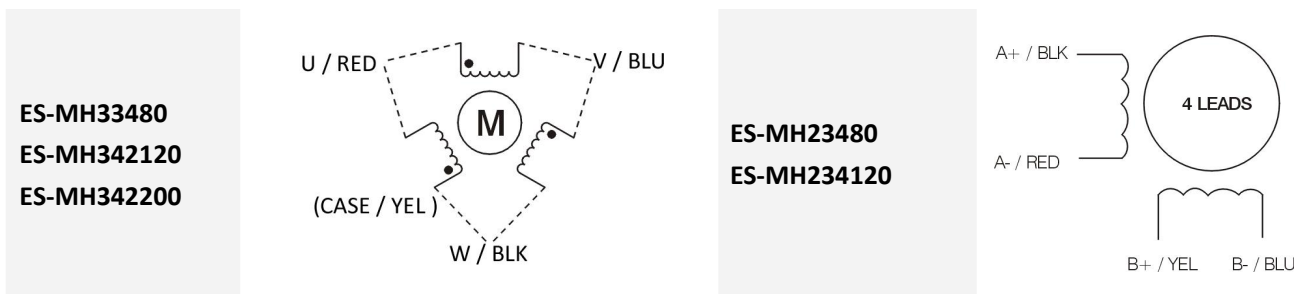 ES-MH33480
ES-MH342120
ES-MH342200
U / RED
V / BLU
M
(CASE / YEL )
W / BLK
ES-MH23480
ES-MH234120
A+ / BLK
4 LEADS
A- / RED
B+ / YEL
B- / BLU